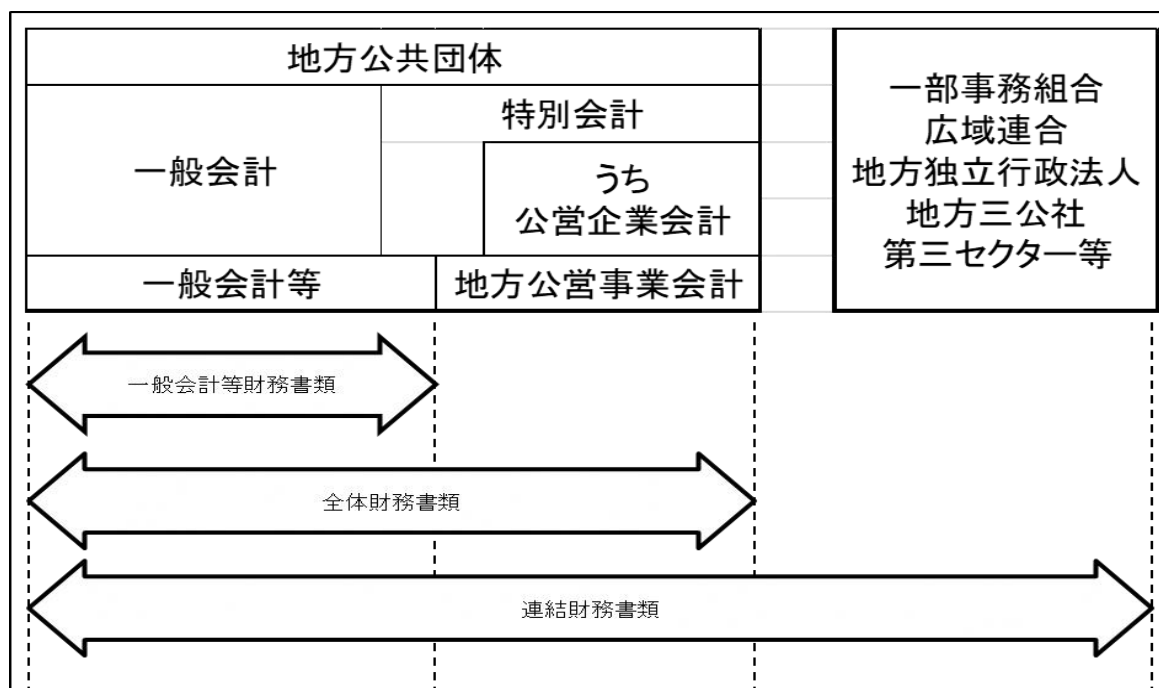 地方公共団体
一般会計
特別会計
うち
公営企業会計
一般会計等
地方公営事業会計
一部事務組合
広域連合
地方独立行政法人
地方三公社
第三セクター等
一般会計等財務書類
全体財務書類
連結財務書類